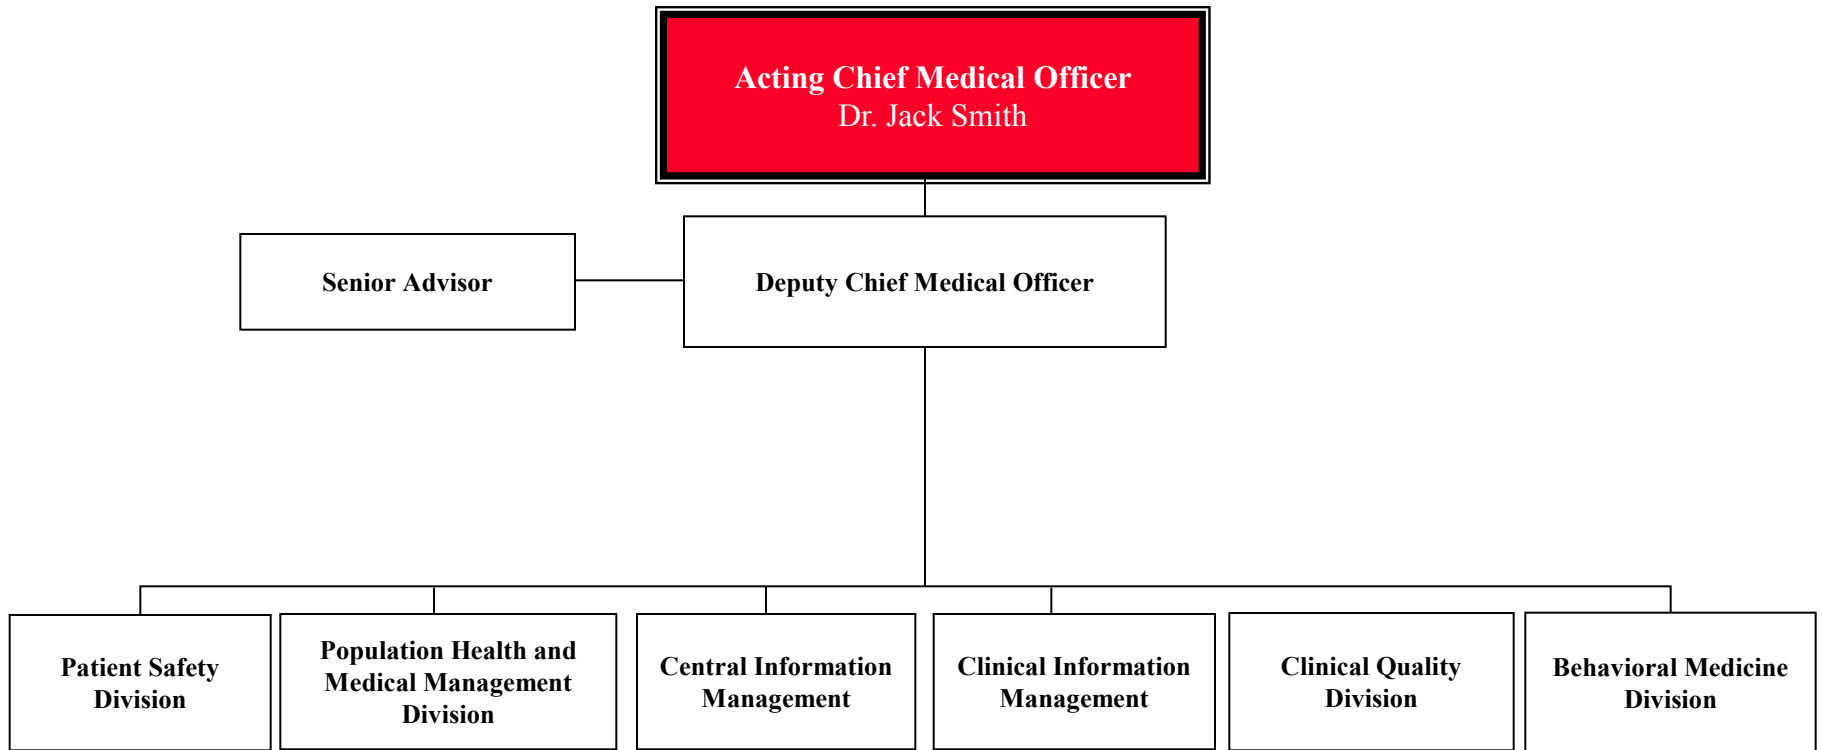 Acting Chief Medical Officer
Dr. Jack Smith
Senior Advisor
Deputy Chief Medical Officer
Patient Safety
Division
Population Health and
Medical Management
Division
Central Information
Management
Clinical Information
Management
Clinical Quality
Division
Behavioral Medicine
Division